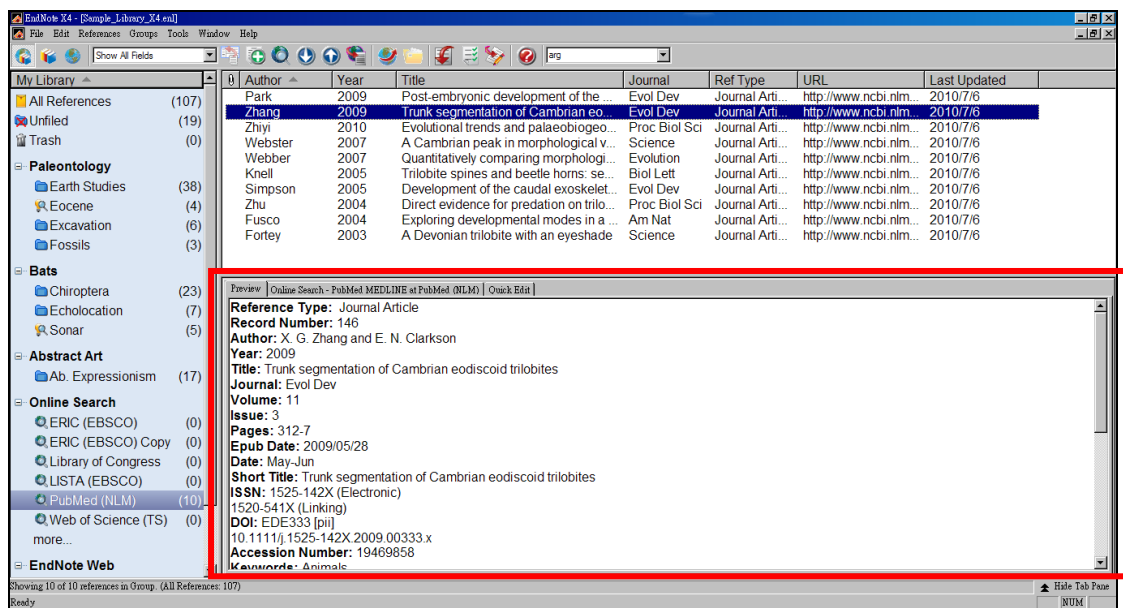 EndNote X4 - [Sample_Library_X4.enl]
File Edit References Groups Tools Window Help
Show All Fields arg
My Library
All References (107)
Unfiled (19)
Trash (0)
Paleontology
Earth Studies (38)
Eocene (4)
Excavation (6)
Fossils (3)
Bats
Chiroptera (23)
Echolocation (7)
Sonar (5)
Abstract Art
Ab. Expressionism (17)
Online Search
ERIC (EBSCO) (0)
ERIC (EBSCO) Copy (0)
Library of Congress (0)
LISTA (EBSCO) (0)
PubMed (NLM) (10)
Web of Science (TS) (0)
more...
EndNote Web
Author Year Title Journal Ref Type URL Last Updated
Park 2009 Post-embryonic development of the ... Evol Dev Journal Arti... http://www.ncbi.nlm... 2010/7/6
Zhang 2009 Trunk segmentation of Cambrian eo... Evol Dev Journal Arti... http://www.ncbi.nlm... 2010/7/6
Zhiyi 2010 Evolutional trends and palaeobiogeo... Proc Biol Sci Journal Arti... http://www.ncbi.nlm... 2010/7/6
Webster 2007 A Cambrian peak in morphological v... Science Journal Arti... http://www.ncbi.nlm... 2010/7/6
Webber 2007 Quantitatively comparing morphologi... Evolution Journal Arti... http://www.ncbi.nlm... 2010/7/6
Knell 2005 Trilobite spines and beetle horns: se... Biol Lett Journal Arti... http://www.ncbi.nlm... 2010/7/6
Simpson 2005 Development of the caudal exoskelet... Evol Dev Journal Arti... http://www.ncbi.nlm... 2010/7/6
Zhu 2004 Direct evidence for predation on trilo... Proc Biol Sci Journal Arti... http://www.ncbi.nlm... 2010/7/6
Fusco 2004 Exploring developmental modes in a ... Am Nat Journal Arti... http://www.ncbi.nlm... 2010/7/6
Fortey 2003 A Devonian trilobite with an eyeshade Science Journal Arti... http://www.ncbi.nlm... 2010/7/6
Preview Online Search - PubMed MEDLINE at PubMed (NLM) Quick Edit
Reference Type: Journal Article
Record Number: 146
Author: X. G. Zhang and E. N. Clarkson
Year: 2009
Title: Trunk segmentation of Cambrian eodiscoid trilobites
Journal: Evol Dev
Volume: 11
Issue: 3
Pages: 312-7
Epub Date: 2009/05/28
Date: May-Jun
Short Title: Trunk segmentation of Cambrian eodiscoid trilobites
ISSN: 1525-142X (Electronic)
1520-541X (Linking)
DOI: EDE333 [pii]
10.1111/j.1525-142X.2009.00333.x
Accession Number: 19469858
Keywords: Animals
Showing 10 of 10 references in Group. (All References: 107) Hide Tab Pane
Ready NUM